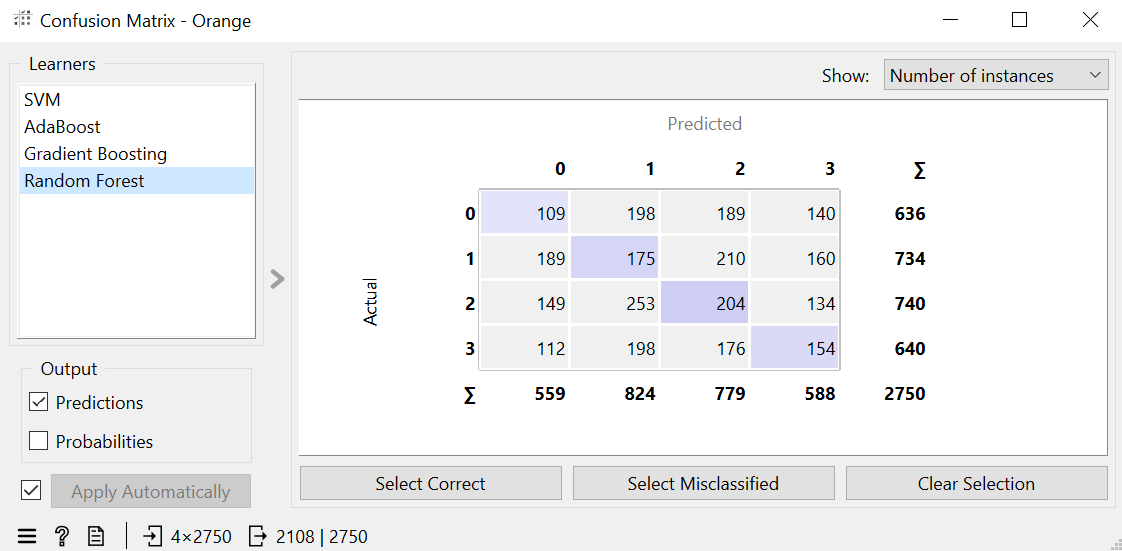 Confusion Matrix - Orange
Learners
SVM
AdaBoost
Gradient Boosting
Random Forest
Output
Predictions
Probabilities
Apply Automatically
Show: Number of instances
Predicted
0 1 2 3 ∑
Actual
0 109 198 189 140 636
1 189 175 210 160 734
2 149 253 204 134 740
3 112 198 176 154 640
∑ 559 824 779 588 2750
Select Correct Select Misclassified Clear Selection
? 4×2750 2108 | 2750